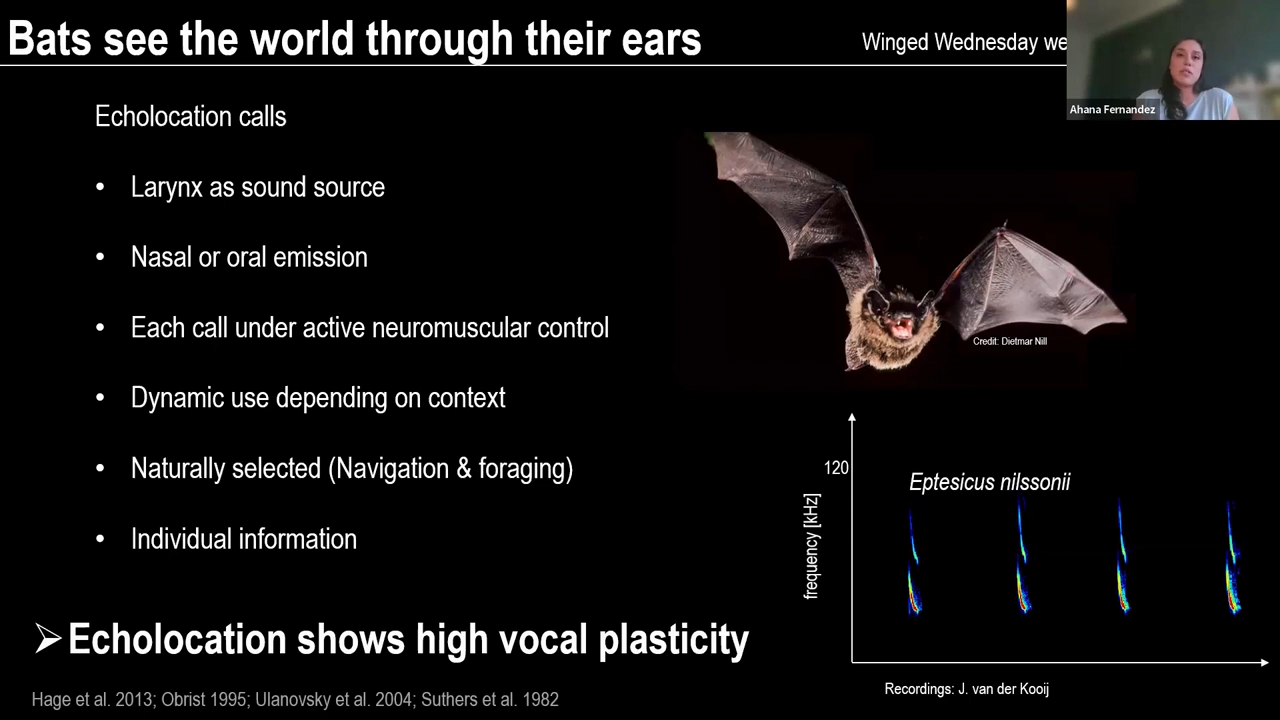 Bats see the world through their ears
Winged Wednesday we
Ahana Fernandez
Echolocation calls
• Larynx as sound source
• Nasal or oral emission
• Each call under active neuromuscular control
• Dynamic use depending on context
• Naturally selected (Navigation & foraging)
• Individual information
➢ Echolocation shows high vocal plasticity
Hage et al. 2013; Obrist 1995; Ulanovsky et al. 2004; Suthers et al. 1982
Credit: Dietmar Nill
120
Eptesicus nilssonii
frequency [kHz]
Recordings: J. van der Kooij